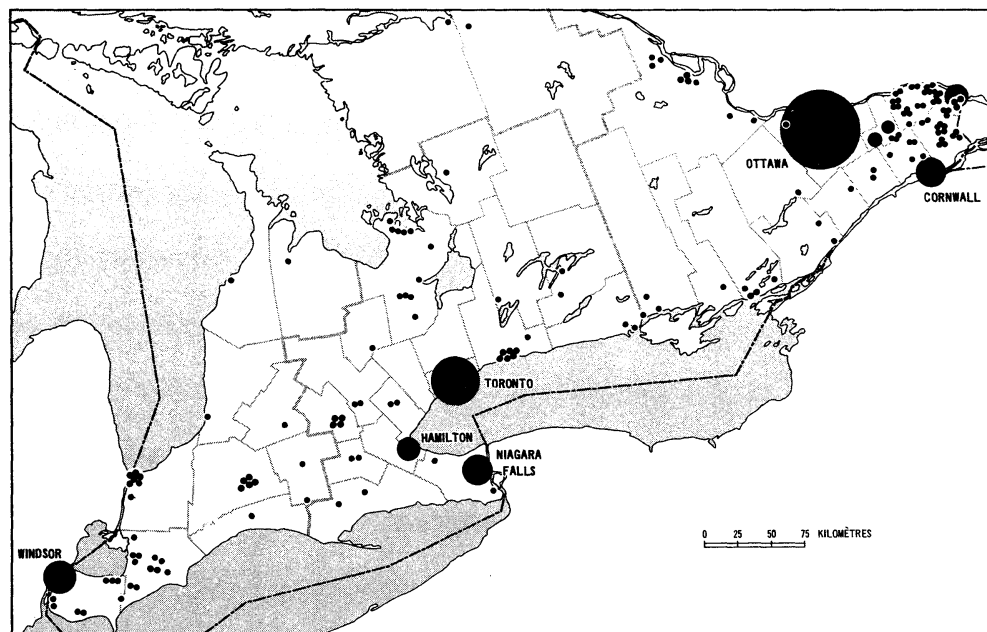 OTTAWA
CORNWALL
TORONTO
HAMILTON
NIAGARA
FALLS
0 25 50 75 KILOMÈTRES
WINDSOR